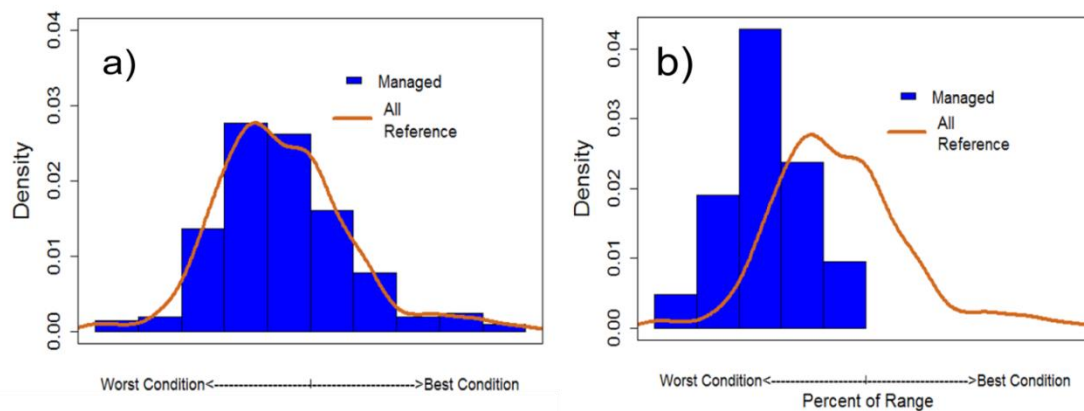 a)
Managed
All
Reference
Density
0.00
0.01
0.02
0.03
0.04
Worst Condition<--------------------|-------------------->Best Condition
b)
Managed
All
Reference
Density
0.00
0.01
0.02
0.03
0.04
Worst Condition<--------------------|-------------------->Best Condition
Percent of Range